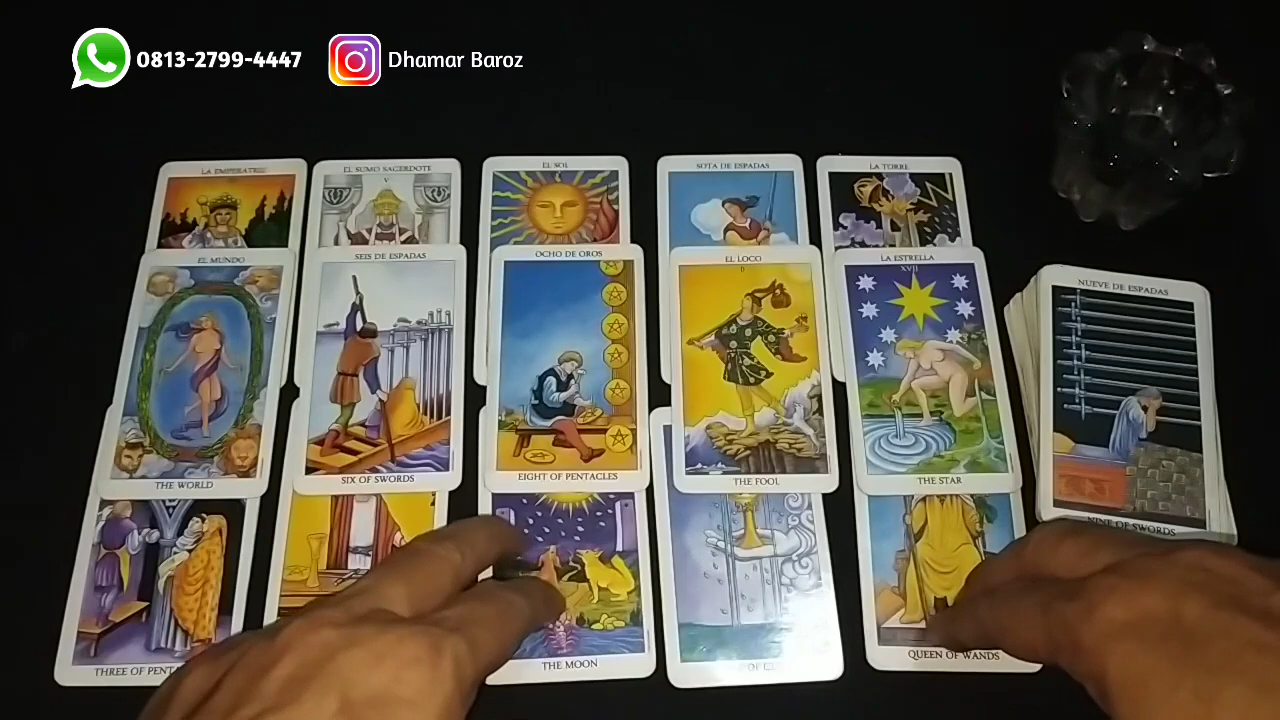 0813-2799-4447
Dhamar Baroz
LA EMPERATRIZ
EL SUMO SACERDOTE
V
EL SOL
SOTA DE ESPADAS
LA TORRE
EL MUNDO
SEIS DE ESPADAS
OCHO DE OROS
EL LOCO
LA ESTRELLA
XVII
NUEVE DE ESPADAS
THE WORLD
SIX OF SWORDS
EIGHT OF PENTACLES
THE FOOL
THE STAR
NINE OF SWORDS
THREE OF
THE MOON
QUEEN OF WANDS